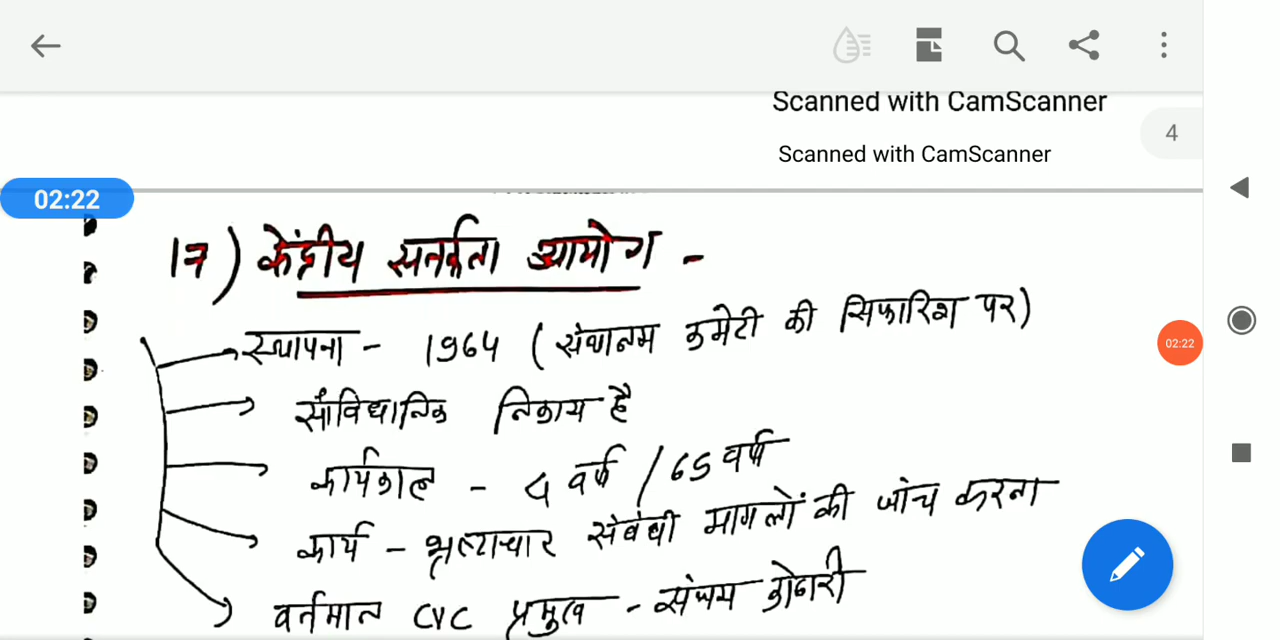 Scanned with CamScanner
4
Scanned with CamScanner
02:22
17) केंद्रीय सतर्कता आयोग -
स्थापना - 1964 (संथानम कमेटी की सिफारिश पर)
02:22
सांविधानिक निकाय है
कार्यकाल - 4 वर्ष / 65 वर्ष
कार्य - भ्रष्टाचार संबंधी मामलों की जांच करना
वर्तमान CVC प्रमुख - संजय कोठारी